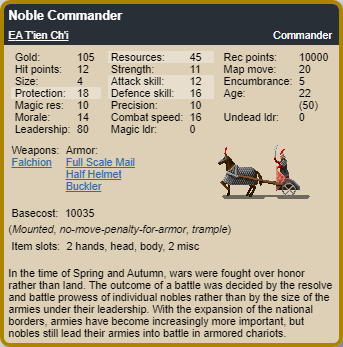 Noble Commander
EA T'ien Ch'i Commander
Gold: 105 Resources: 45 Rec points: 10000
Hit points: 12 Strength: 11 Map move: 20
Size: 4 Attack skill: 12 Encumbrance: 5
Protection: 18 Defence skill: 16 Age: 22
Magic res: 10 Precision: 10 (50)
Morale: 14 Combat speed: 16 Undead ldr: 0
Leadership: 80 Magic ldr: 0
Weapons: Armor:
Falchion Full Scale Mail
Half Helmet
Buckler
Basecost: 10035
(Mounted, no-move-penalty-for-armor, trample)
Item slots: 2 hands, head, body, 2 misc
In the time of Spring and Autumn, wars were fought over honor
rather than land. The outcome of a battle was decided by the resolve
and battle prowess of individual nobles rather than by the size of the
armies under their leadership. With the expansion of the national
borders, armies have become increasingly more important, but
nobles still lead their armies into battle in armored chariots.